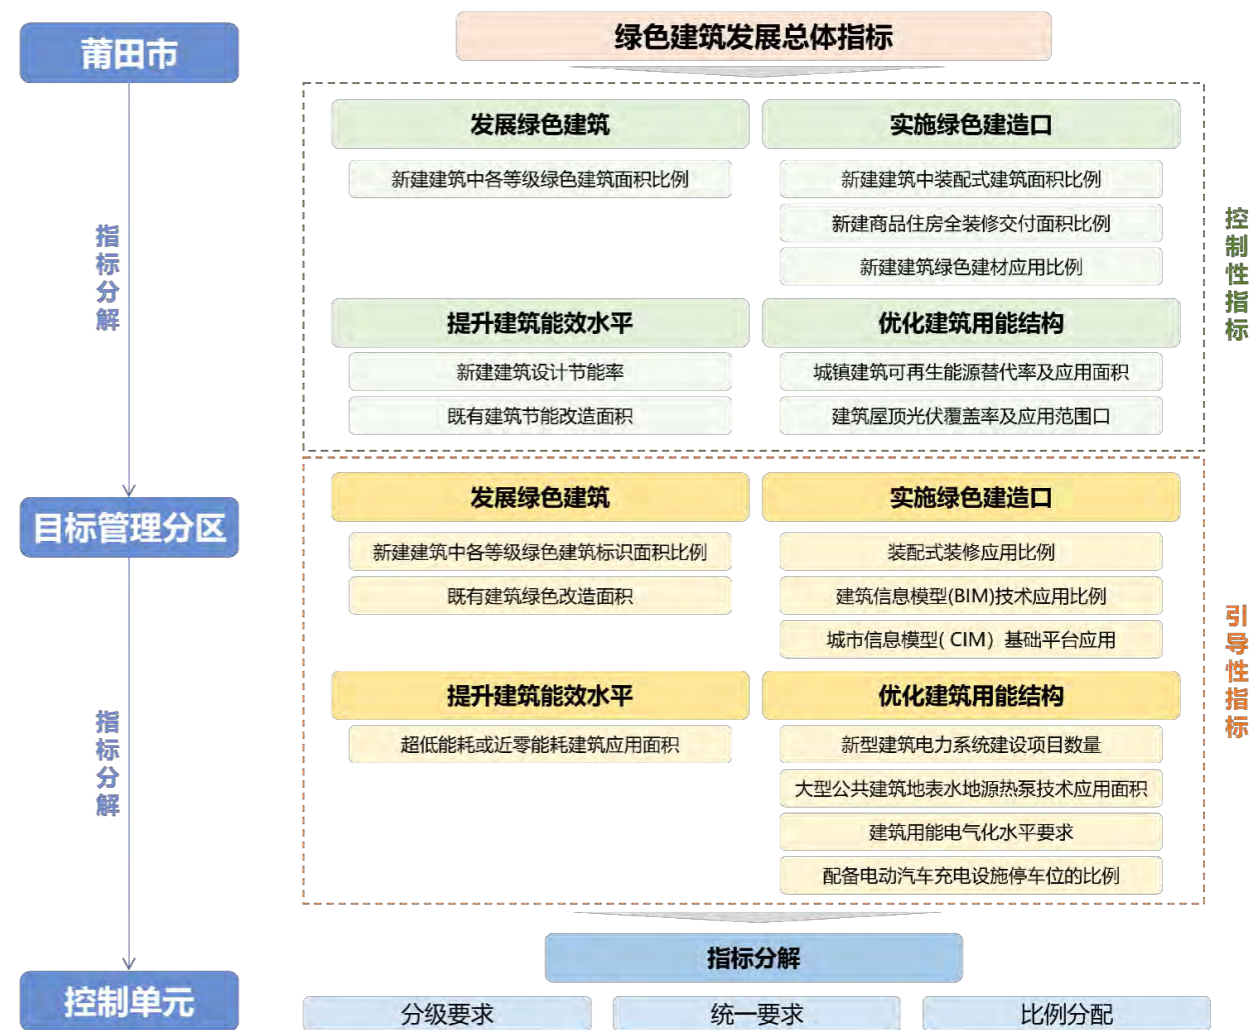 莆田市
指标分解
目标管理分区
指标分解
控制单元
绿色建筑发展总体指标
发展绿色建筑
新建建筑中各等级绿色建筑面积比例
实施绿色建造口
新建建筑中装配式建筑面积比例
新建商品住房全装修交付面积比例
新建建筑绿色建材应用比例
提升建筑能效水平
新建建筑设计节能率
既有建筑节能改造面积
优化建筑用能结构
城镇建筑可再生能源替代率及应用面积
建筑屋顶光伏覆盖率及应用范围口
控制性指标
发展绿色建筑
新建建筑中各等级绿色建筑标识面积比例
既有建筑绿色改造面积
实施绿色建造口
装配式装修应用比例
建筑信息模型(BIM)技术应用比例
城市信息模型( CIM）基础平台应用
提升建筑能效水平
超低能耗或近零能耗建筑应用面积
优化建筑用能结构
新型建筑电力系统建设项目数量
大型公共建筑地表水地源热泵技术应用面积
建筑用能电气化水平要求
配备电动汽车充电设施停车位的比例
引导性指标
指标分解
分级要求
统一要求
比例分配